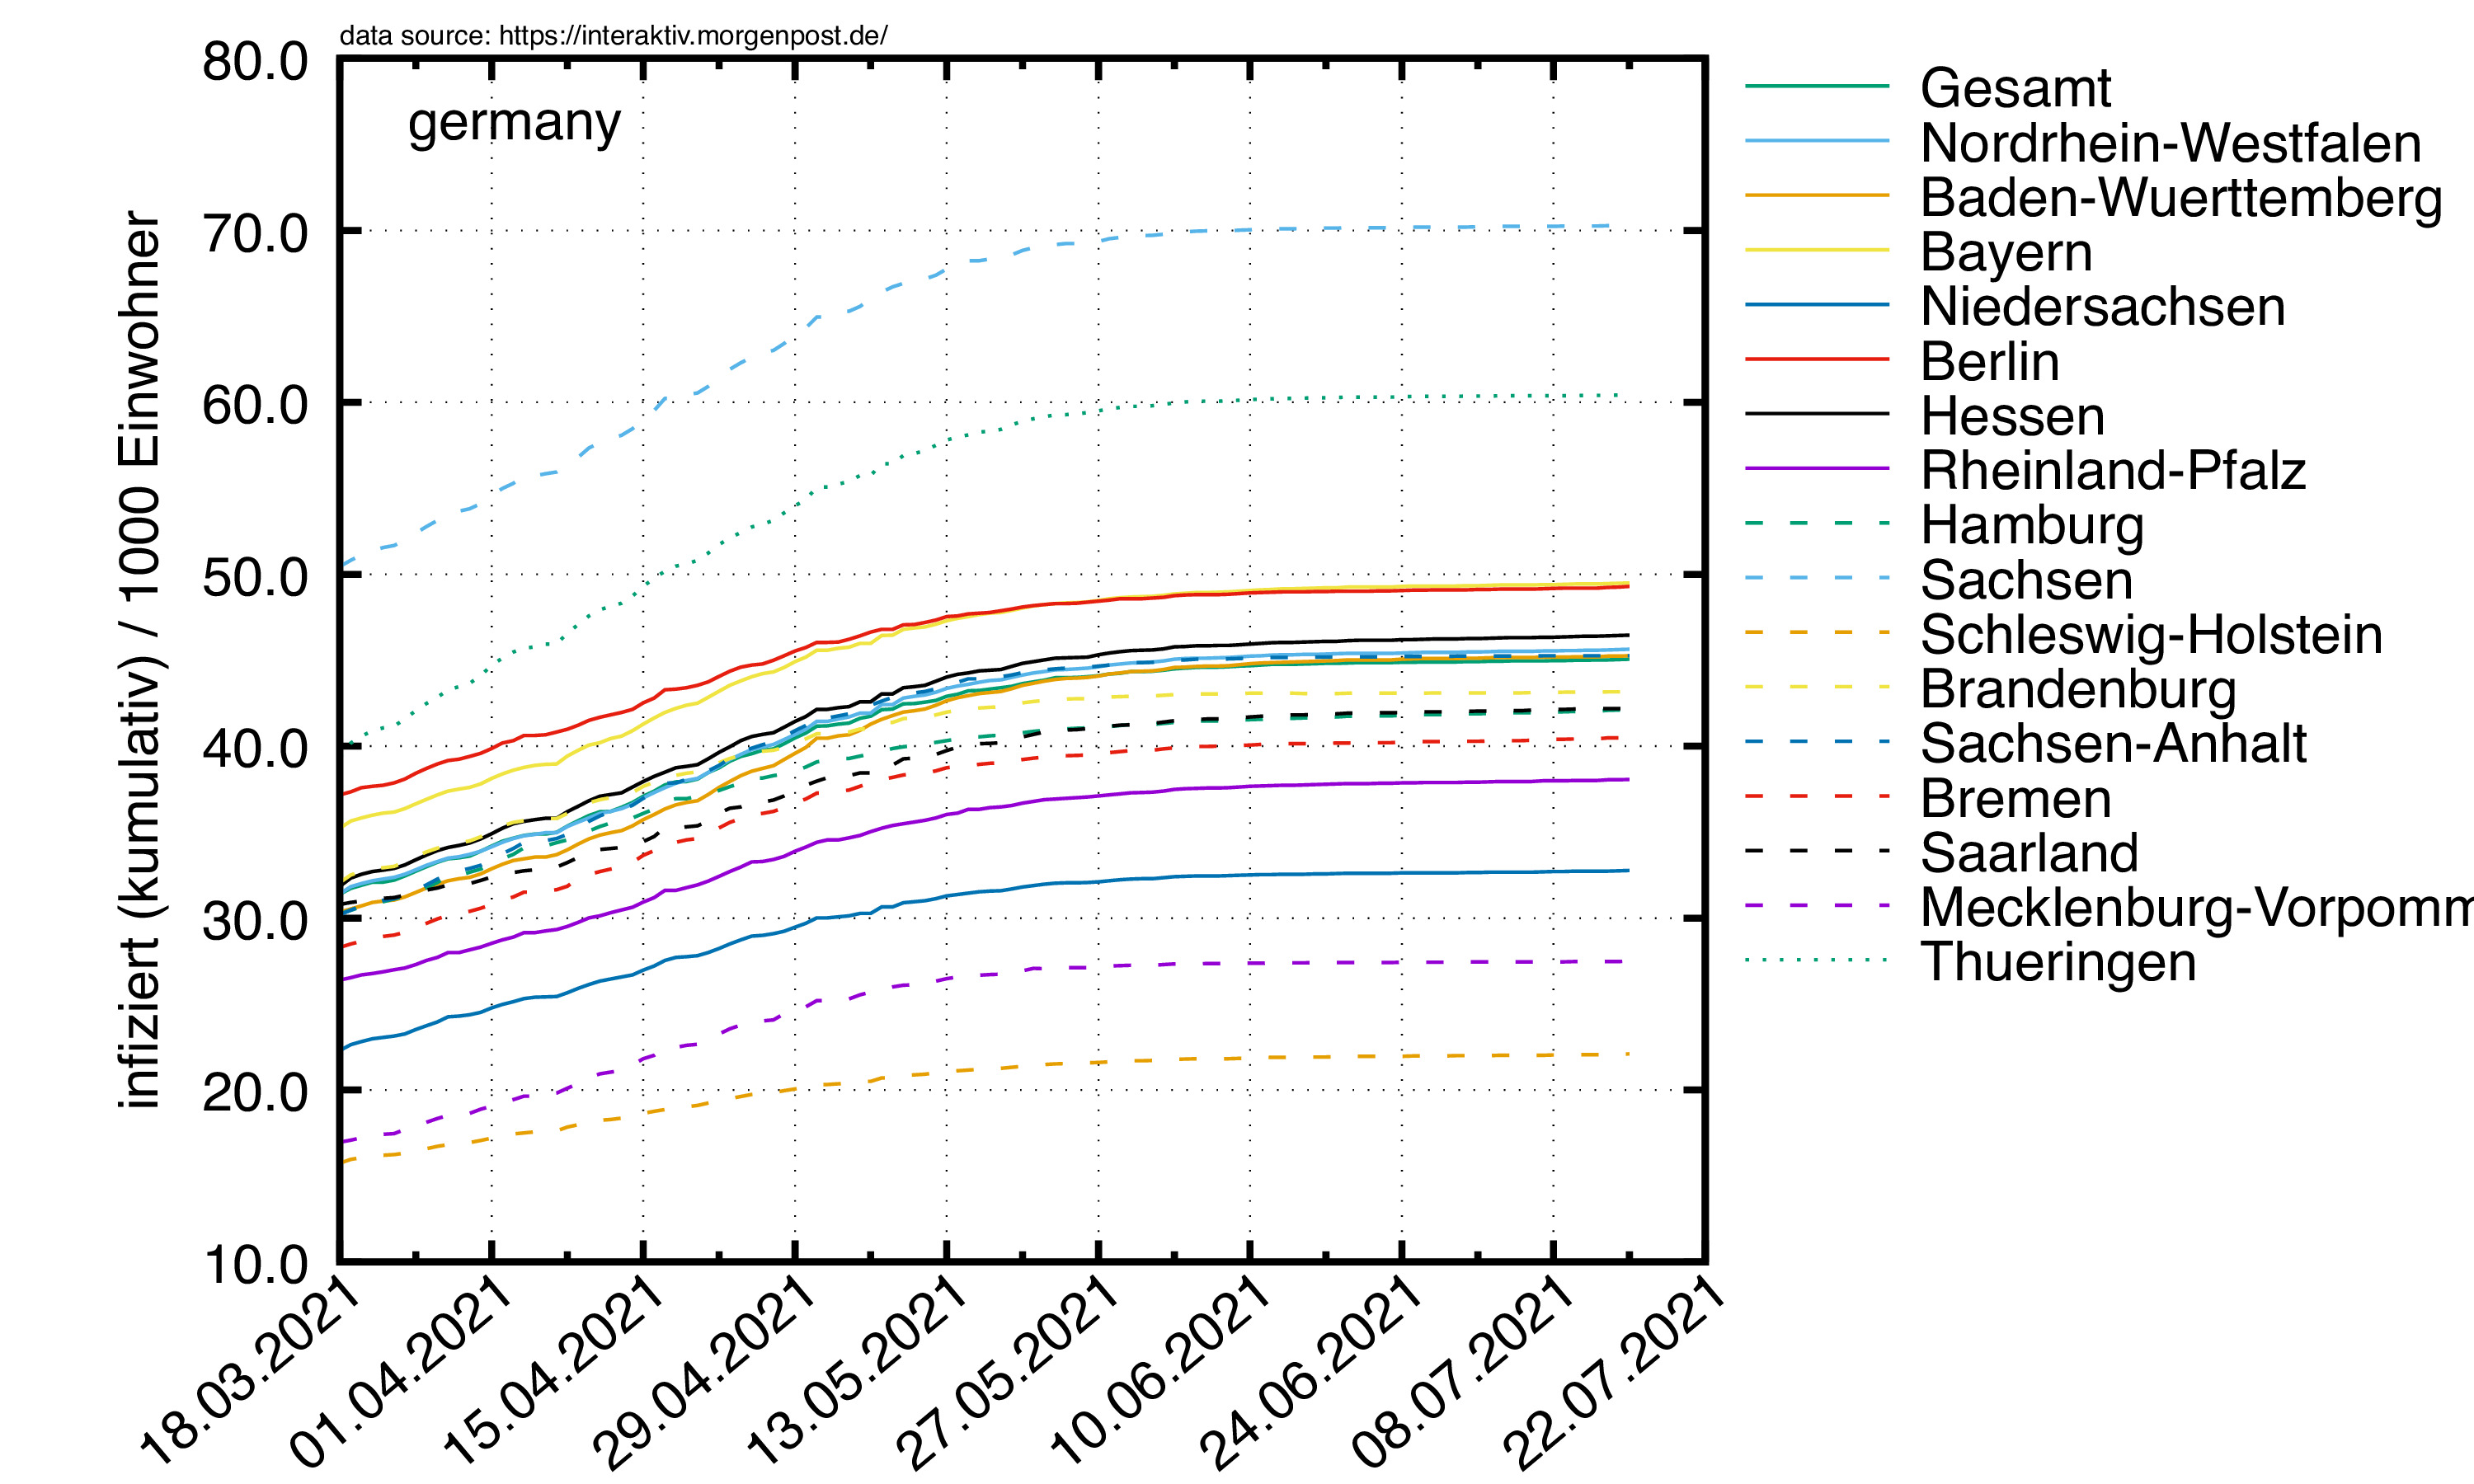 data source: https://interaktiv.morgenpost.de/
germany
infiziert (kumulativ) / 1000 Einwohner
80.0
70.0
60.0
50.0
40.0
30.0
20.0
10.0
18.03.2021
01.04.2021
15.04.2021
29.04.2021
13.05.2021
27.05.2021
10.06.2021
24.06.2021
08.07.2021
22.07.2021
Gesamt
Nordrhein-Westfalen
Baden-Wuerttemberg
Bayern
Niedersachsen
Berlin
Hessen
Rheinland-Pfalz
Hamburg
Sachsen
Schleswig-Holstein
Brandenburg
Sachsen-Anhalt
Bremen
Saarland
Mecklenburg-Vorpomm
Thueringen